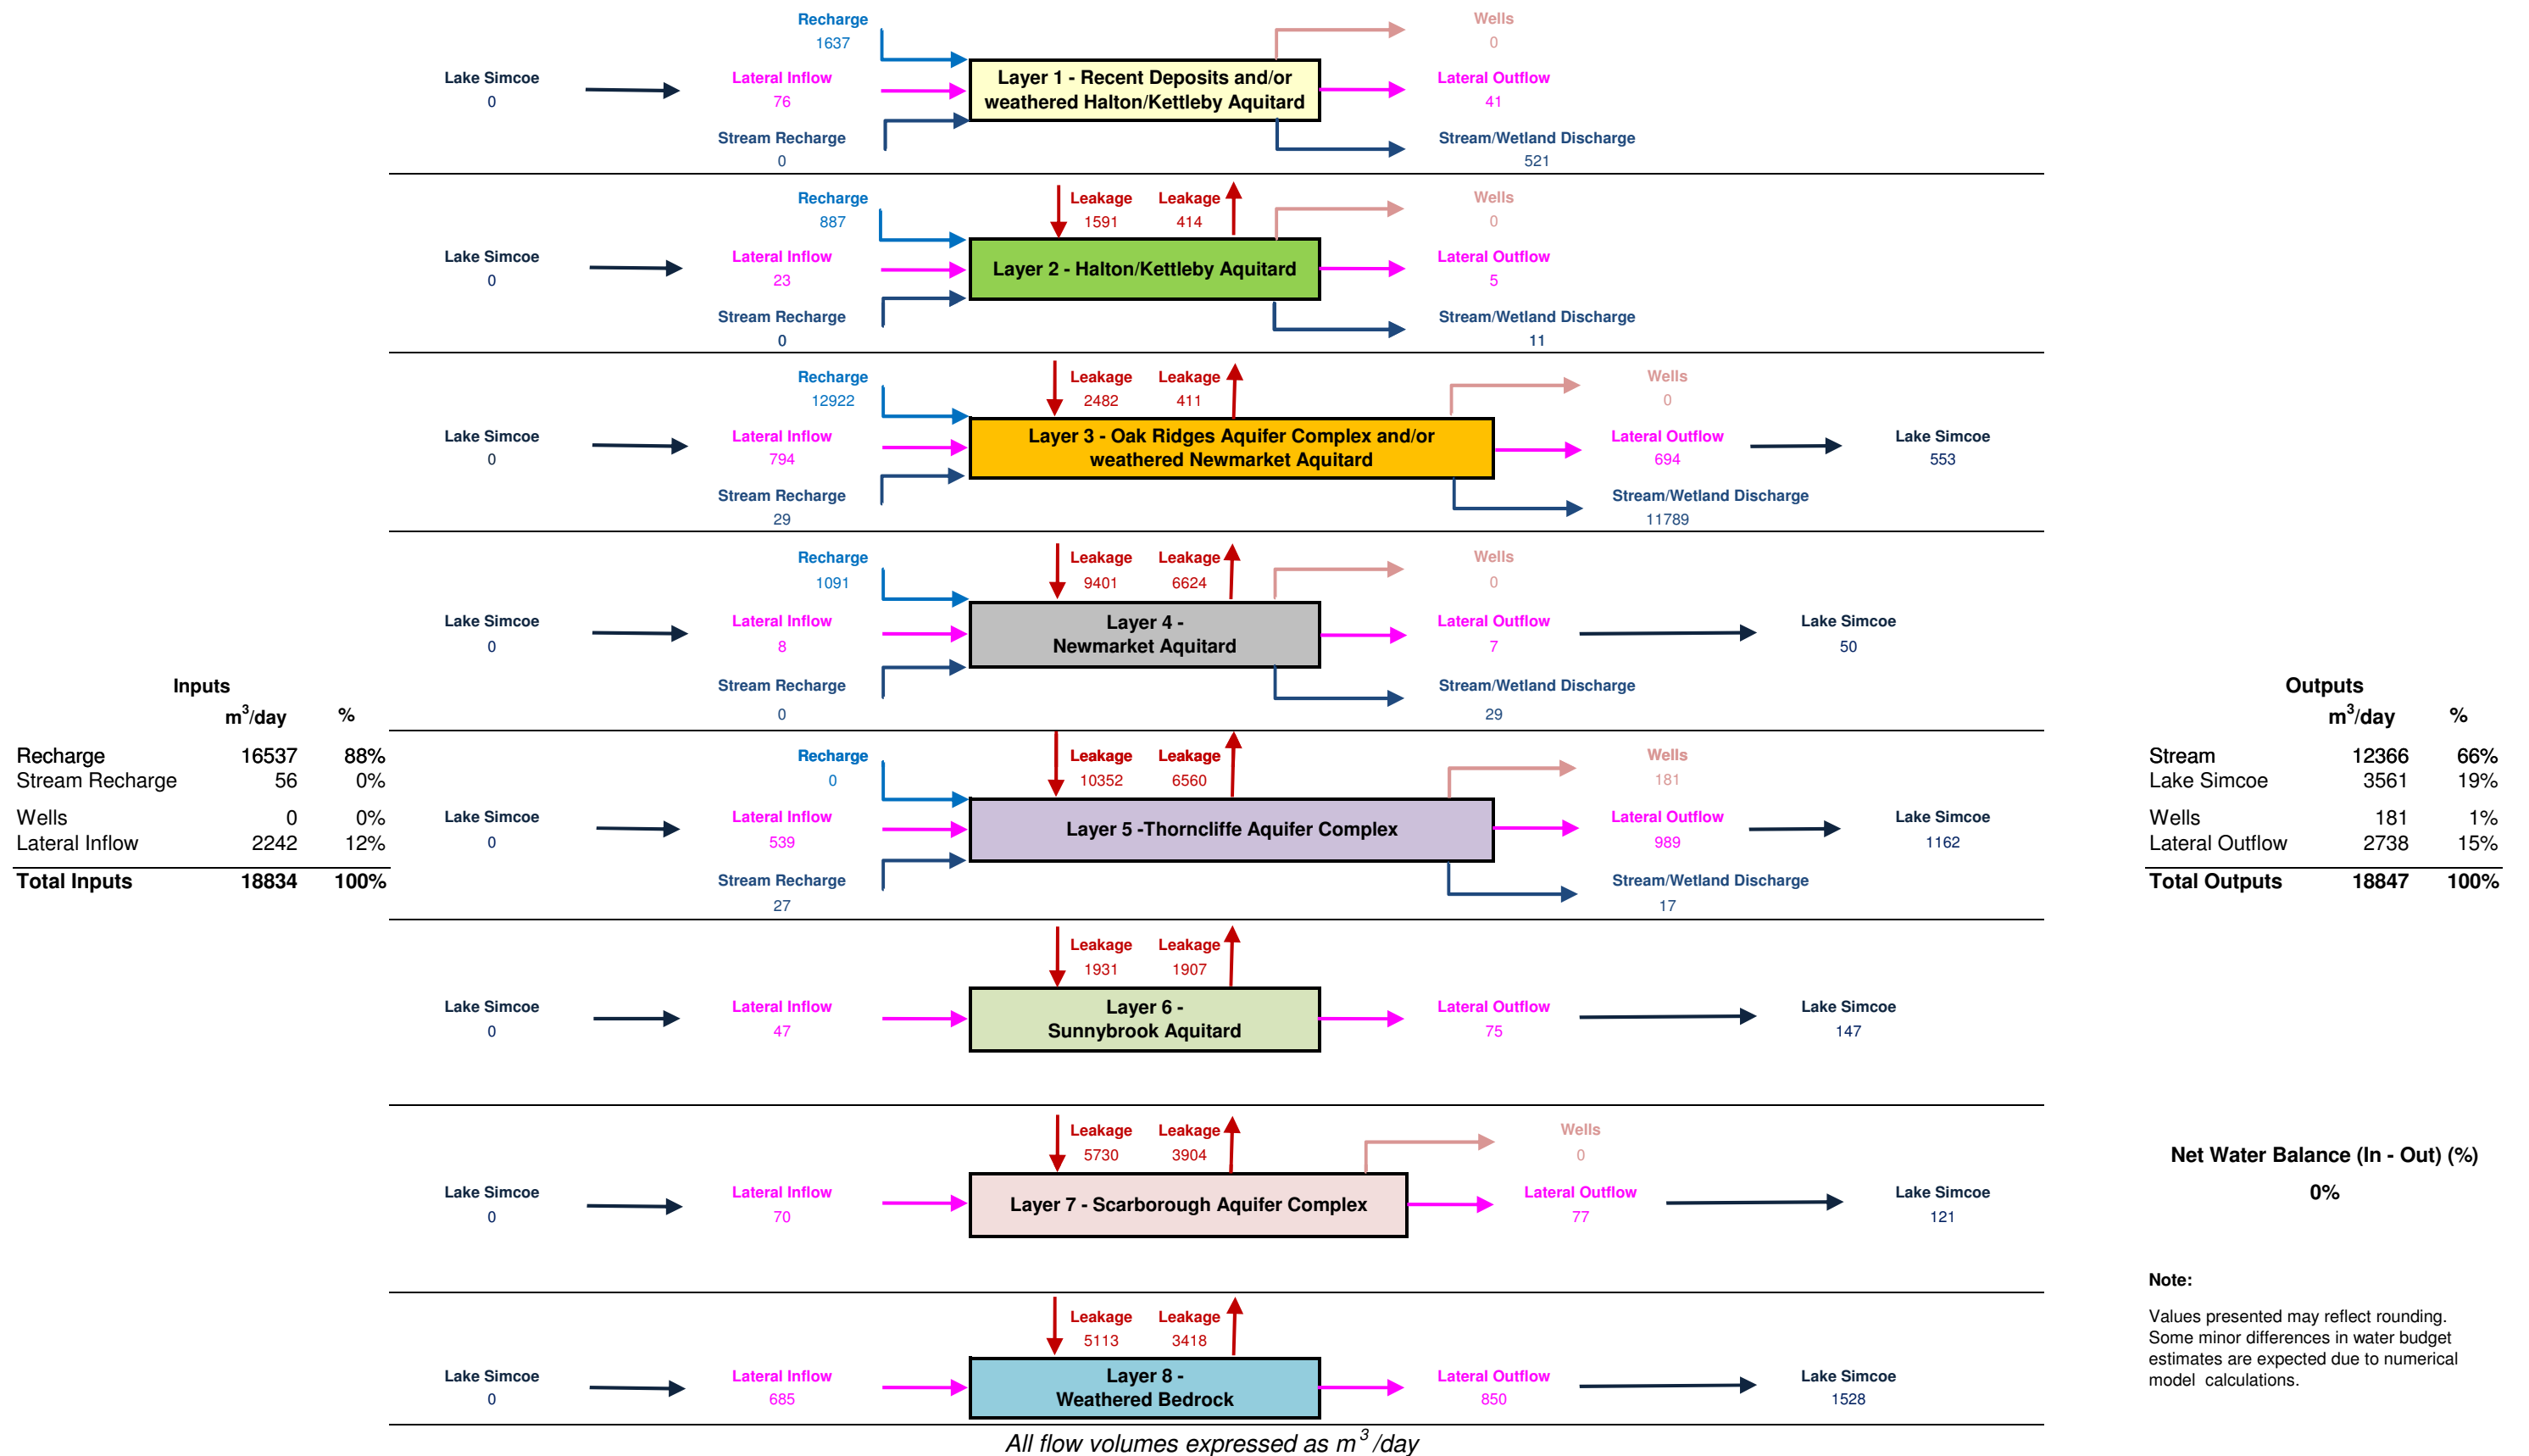 Recharge
1637
Wells
0
Lake Simcoe
0
Lateral Inflow
76
Layer 1 - Recent Deposits and/or
weathered Halton/Kettleby Aquitard
Lateral Outflow
41
Stream Recharge
0
Stream/Wetland Discharge
521
Recharge
887
Leakage
1591
Leakage
414
Wells
0
Lake Simcoe
0
Lateral Inflow
23
Layer 2 - Halton/Kettleby Aquitard
Lateral Outflow
5
Stream Recharge
0
Stream/Wetland Discharge
11
Recharge
12922
Leakage
2482
Leakage
411
Wells
0
Lake Simcoe
0
Lateral Inflow
794
Layer 3 - Oak Ridges Aquifer Complex and/or
weathered Newmarket Aquitard
Lateral Outflow
694
Lake Simcoe
553
Stream Recharge
29
Stream/Wetland Discharge
11789
Recharge
1091
Leakage
9401
Leakage
6624
Wells
0
Lake Simcoe
0
Lateral Inflow
8
Layer 4 -
Newmarket Aquitard
Lateral Outflow
7
Lake Simcoe
50
Stream Recharge
0
Stream/Wetland Discharge
29
Inputs
m³/day %
Recharge 16537 88%
Stream Recharge 56 0%
Wells 0 0%
Lateral Inflow 2242 12%
Total Inputs 18834 100%
Recharge
0
Leakage
10352
Leakage
6560
Wells
181
Lake Simcoe
0
Lateral Inflow
539
Layer 5 -Thorncliffe Aquifer Complex
Lateral Outflow
989
Lake Simcoe
1162
Stream Recharge
27
Stream/Wetland Discharge
17
Outputs
m³/day %
Stream 12366 66%
Lake Simcoe 3561 19%
Wells 181 1%
Lateral Outflow 2738 15%
Total Outputs 18847 100%
Leakage
1931
Leakage
1907
Lake Simcoe
0
Lateral Inflow
47
Layer 6 -
Sunnybrook Aquitard
Lateral Outflow
75
Lake Simcoe
147
Leakage
5730
Leakage
3904
Wells
0
Lake Simcoe
0
Lateral Inflow
70
Layer 7 - Scarborough Aquifer Complex
Lateral Outflow
77
Lake Simcoe
121
Net Water Balance (In - Out) (%)
0%
Leakage
5113
Leakage
3418
Lake Simcoe
0
Lateral Inflow
685
Layer 8 -
Weathered Bedrock
Lateral Outflow
850
Lake Simcoe
1528
Note:
Values presented may reflect rounding.
Some minor differences in water budget
estimates are expected due to numerical
model calculations.
All flow volumes expressed as m³/day